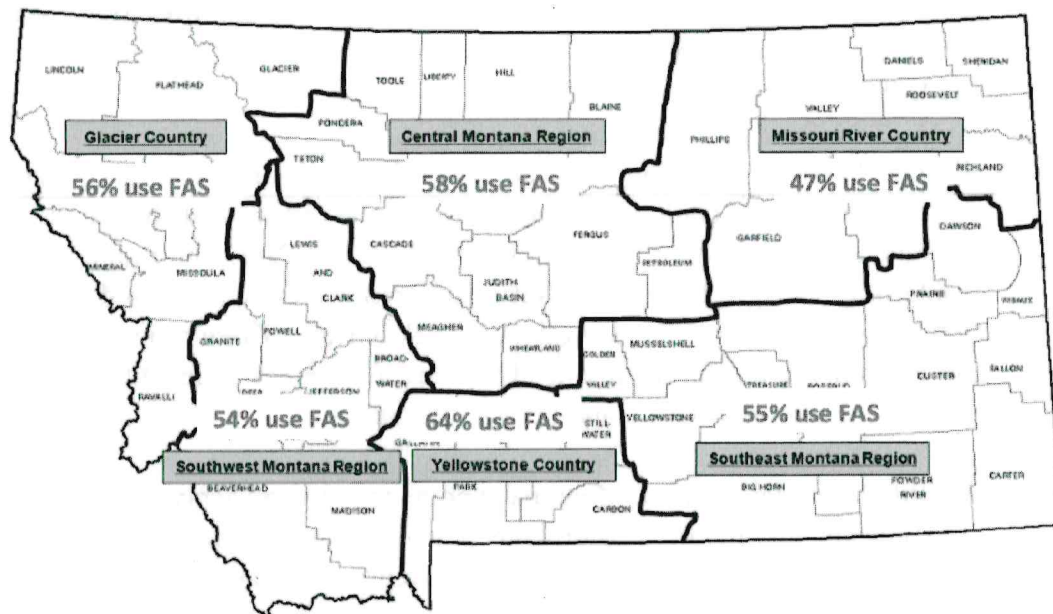 LINCOLN
FLATHEAD
GLACIER
TOOLE
LIBERTY
HILL
BLAINE
DANIELS
SHERIDAN
ROOSEVELT
VALLEY
PHILLIPS
PONDERA
TETON
Glacier Country
Central Montana Region
Missouri River Country
RICHLAND
56% use FAS
58% use FAS
47% use FAS
MINERAL
MISSOULA
LEWIS
AND
CLARK
CASCADE
FERGUS
PETROLEUM
GARFIELD
DAWSON
JUDITH
BASIN
PRAIRIE
WIBAUX
GRANITE
POWELL
MEAGHER
WHEATLAND
BROAD-
WATER
GOLDEN
VALLEY
MUSSELSHELL
TREASURE
CUSTER
FALLON
RAVALLI
JEFFERSON
54% use FAS
64% use FAS
STILL-
WATER
YELLOWSTONE
55% use FAS
Southwest Montana Region
Yellowstone Country
Southeast Montana Region
BEAVERHEAD
MADISON
PARK
CARBON
BIG HORN
POWDER
RIVER
CARTER